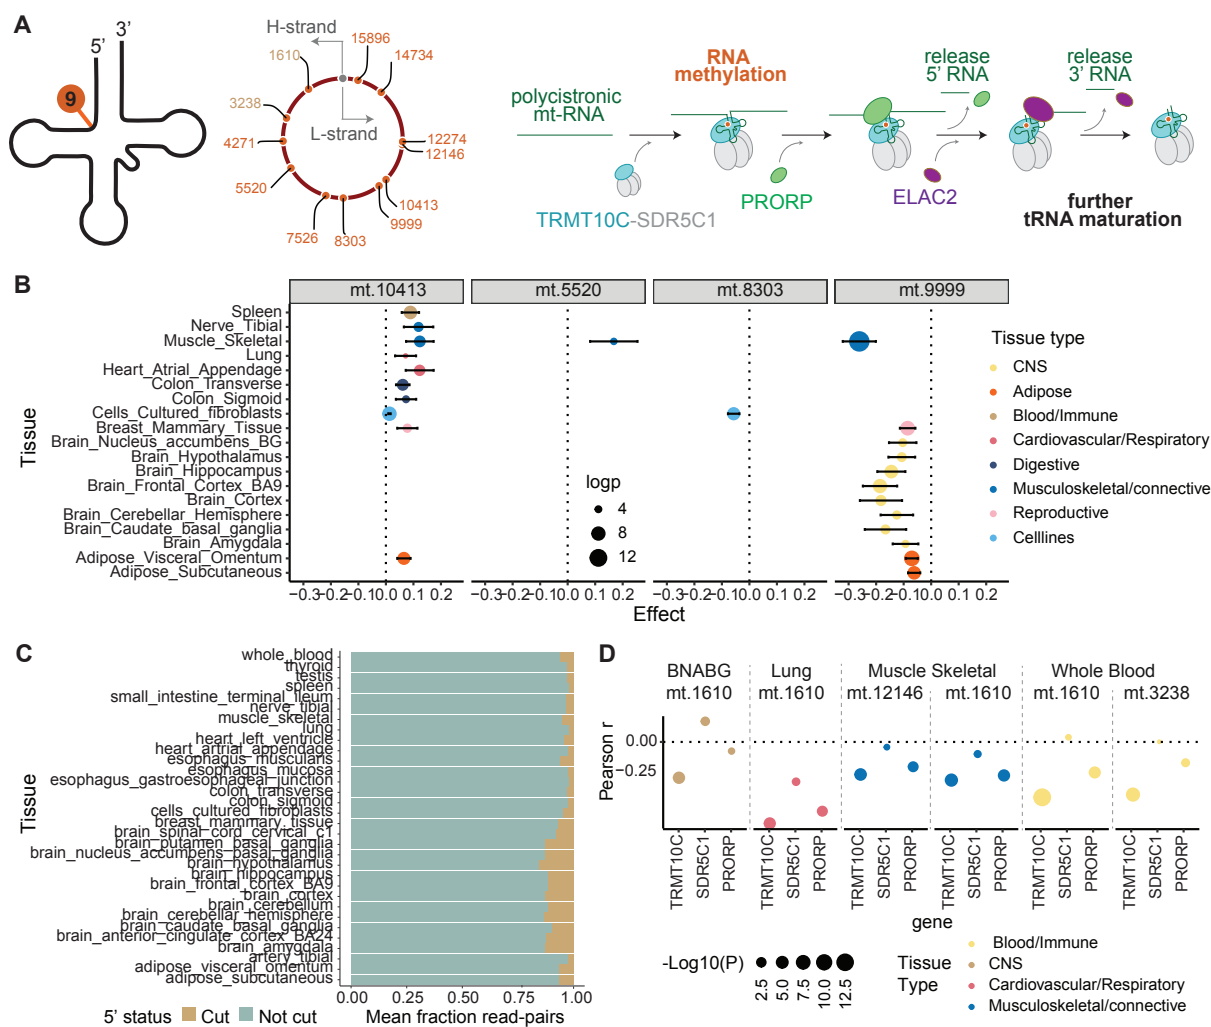 A
5’
3’
9
H-strand
L-strand
15896
14734
12274
12146
10413
9999
8303
7526
5520
4271
3238
1610
polycistronic
mt-RNA
TRMT10C-SDR5C1
RNA
methylation
PRORP
release
5’ RNA
ELAC2
release
3’ RNA
further
tRNA maturation
B
mt.10413
mt.5520
mt.8303
mt.9999
Tissue
Spleen
Nerve_Tibial
Muscle_Skeletal
Lung
Heart_Atrial_Appendage
Colon_Transverse
Colon_Sigmoid
Cells_Cultured_fibroblasts
Breast_Mammary_Tissue
Brain_Nucleus_accumbens_BG
Brain_Hypothalamus
Brain_Hippocampus
Brain_Frontal_Cortex_BA9
Brain_Cortex
Brain_Cerebellar_Hemisphere
Brain_Caudate_basal_ganglia
Brain_Amygdala
Adipose_Visceral_Omentum
Adipose_Subcutaneous
−0.3 −0.2 −0.1 0.0 0.1 0.2
−0.3 −0.2 −0.1 0.0 0.1 0.2
−0.3 −0.2 −0.1 0.0 0.1 0.2
−0.3 −0.2 −0.1 0.0 0.1 0.2
Effect
logp
4
8
12
Tissue type
CNS
Adipose
Blood/Immune
Cardiovascular/Respiratory
Digestive
Musculoskeletal/connective
Reproductive
Celllines
C
Tissue
whole_blood
thyroid
testis
spleen
small_intestine_terminal_ileum
nerve_tibial
muscle_skeletal
lung
heart_left_ventricle
heart_artrial_appendage
esophagus_muscularis
esophagus_mucosa
esophagus_gastroesophageal_junction
colon_transverse
colon_sigmoid
cells_cultured_fibroblasts
breast_mammary_tissue
brain_spinal_cord_cervical_c1
brain_putamen_basal_ganglia
brain_nucleus_accumbens_basal_ganglia
brain_hypothalamus
brain_hippocampus
brain_frontal_cortex_BA9
brain_cortex
brain_cerebellum
brain_cerebellar_hemisphere
brain_caudate_basal_ganglia
brain_anterior_cingulate_cortex_BA24
brain_amygdala
artery_tibial
adipose_visceral_omentum
adipose_subcutaneous
0.00 0.25 0.50 0.75 1.00
Mean fraction read-pairs
5’ status Cut Not cut
D
BNABG
mt.1610
Lung
mt.1610
Muscle Skeletal
mt.12146
mt.1610
Whole Blood
mt.1610
mt.3238
Pearson r
0.00
−0.25
TRMT10C
SDR5C1
PRORP
TRMT10C
SDR5C1
PRORP
TRMT10C
SDR5C1
PRORP
TRMT10C
SDR5C1
PRORP
TRMT10C
SDR5C1
PRORP
TRMT10C
SDR5C1
PRORP
gene
-Log10(P)
2.5
5.0
7.5
10.0
12.5
Tissue
Type
Blood/Immune
CNS
Cardiovascular/Respiratory
Musculoskeletal/connective